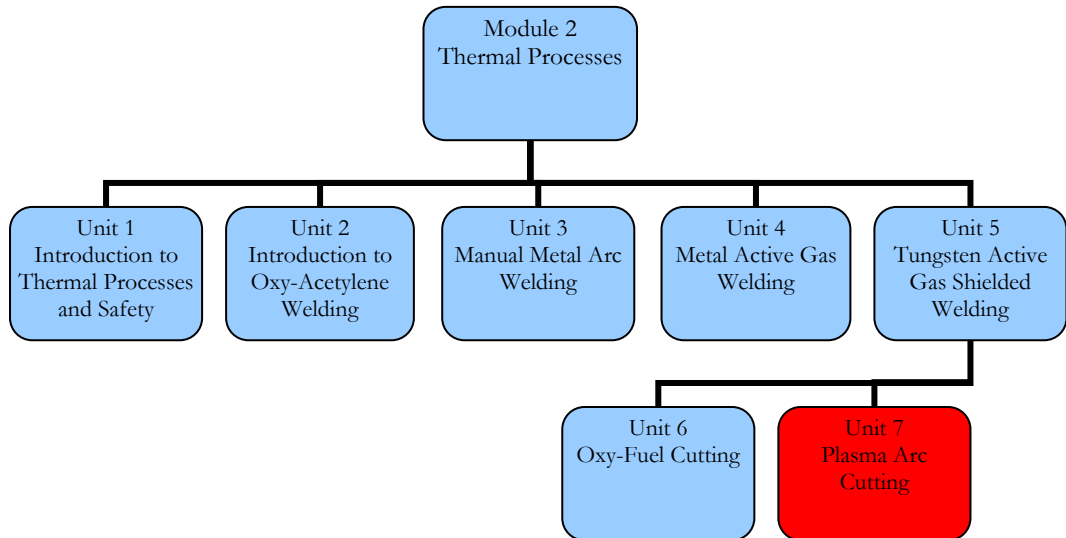 Module 2
Thermal Processes
Unit 1
Introduction to
Thermal Processes
and Safety
Unit 2
Introduction to
Oxy-Acetylene
Welding
Unit 3
Manual Metal Arc
Welding
Unit 4
Metal Active Gas
Welding
Unit 5
Tungsten Active
Gas Shielded
Welding
Unit 6
Oxy-Fuel Cutting
Unit 7
Plasma Arc
Cutting